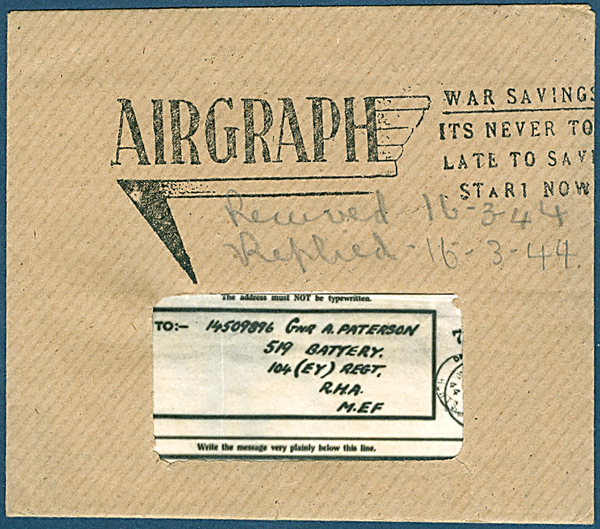 AIRGRAPH
WAR SAVINGS
ITS NEVER TO
LATE TO SAVE
START NOW
Received - 16-3-44
Replied - 16-3-44.
The address must NOT be typewritten.
TO:- 14509896 GNR A. PATERSON
519 BATTERY.
104 (EY) REGT.
R.H.A.
M.E F
Write the message very plainly below this line.